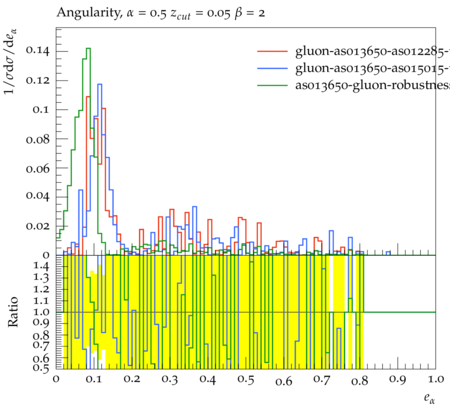 Angularity, α = 0.5 z_cut = 0.05 β = 2
1/σdσ/de_α
0.14
0.12
0.1
0.08
0.06
0.04
0.02
0
gluon-as013650-as012285-
gluon-as013650-as015015-
as013650-gluon-robustness
Ratio
1.4
1.3
1.2
1.1
1.0
0.9
0.8
0.7
0.6
0.5
0 0.1 0.2 0.3 0.4 0.5 0.6 0.7 0.8 0.9 1.0
e_α